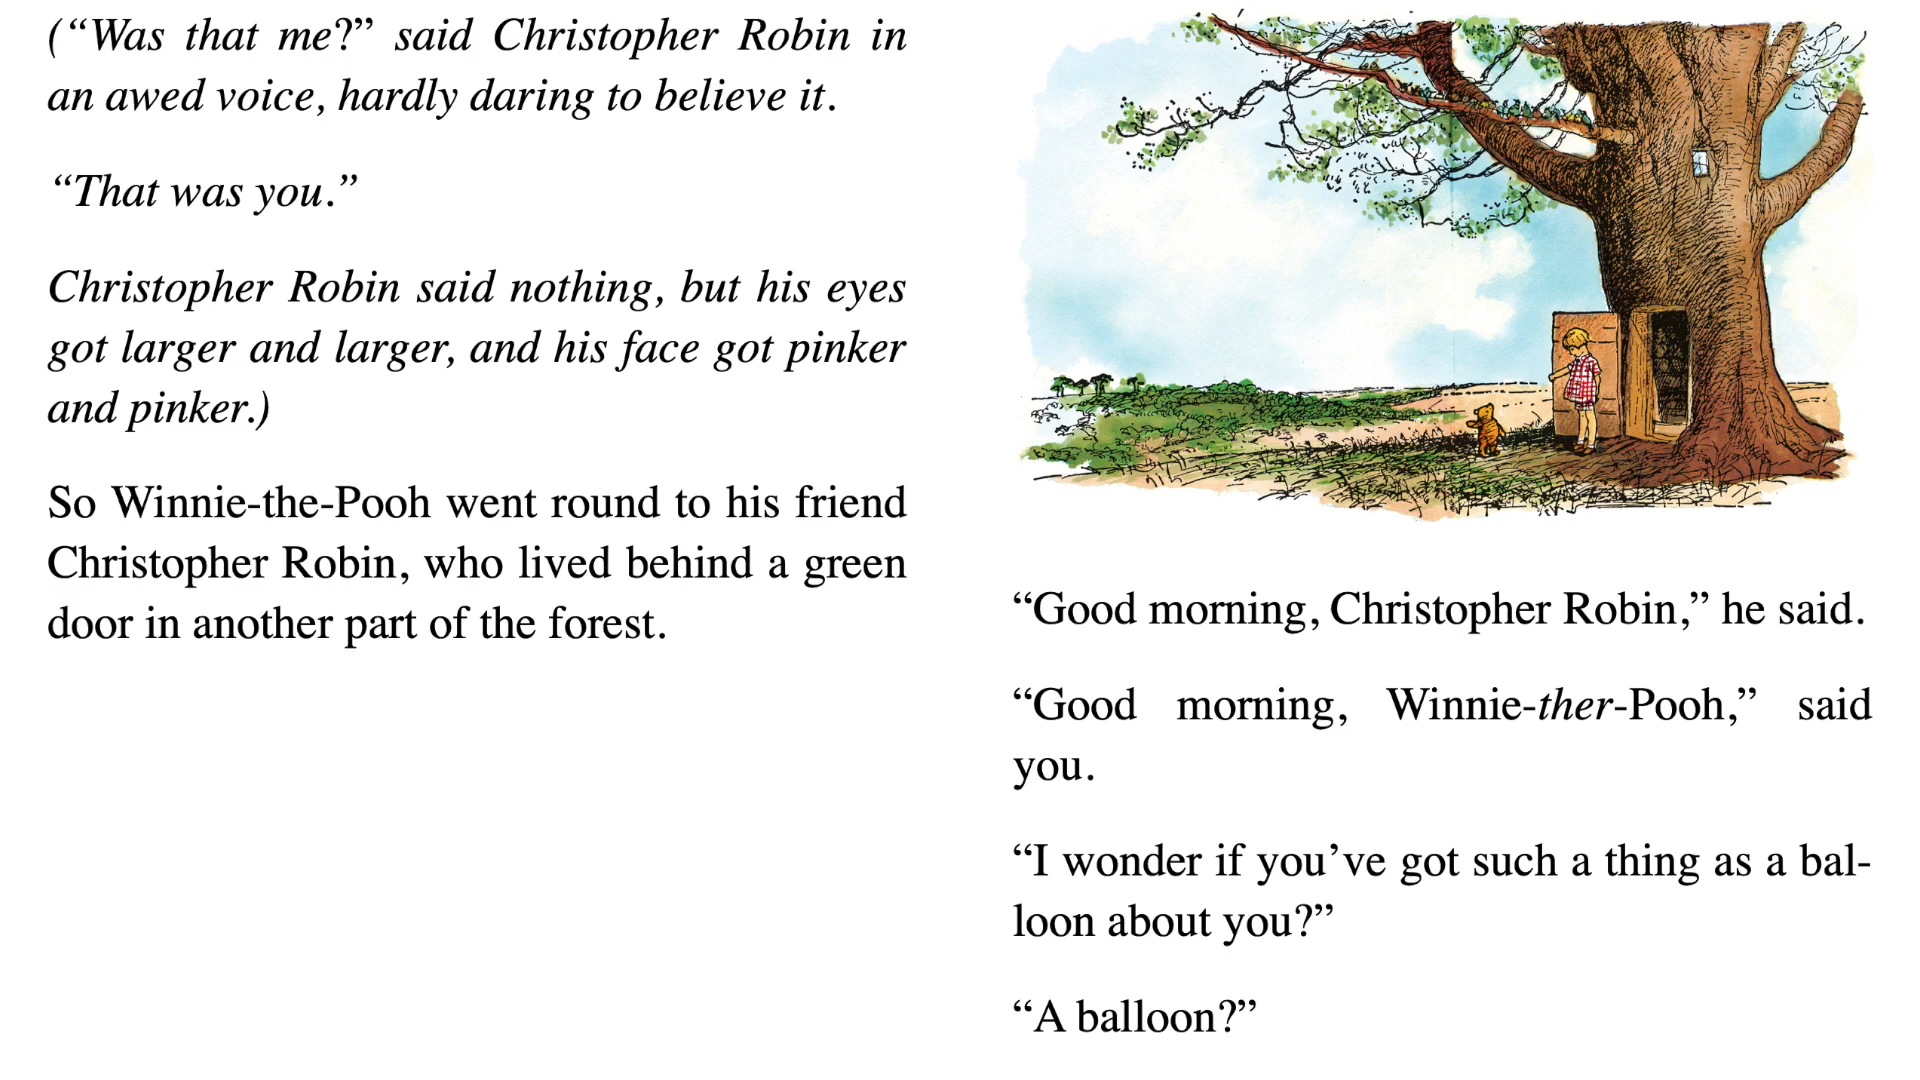 (“Was that me?” said Christopher Robin in
an awed voice, hardly daring to believe it.
“That was you.”
Christopher Robin said nothing, but his eyes
got larger and larger, and his face got pinker
and pinker.)
So Winnie-the-Pooh went round to his friend
Christopher Robin, who lived behind a green
door in another part of the forest.
“Good morning, Christopher Robin,” he said.
“Good morning, Winnie-ther-Pooh,” said
you.
“I wonder if you’ve got such a thing as a bal-
loon about you?”
“A balloon?”